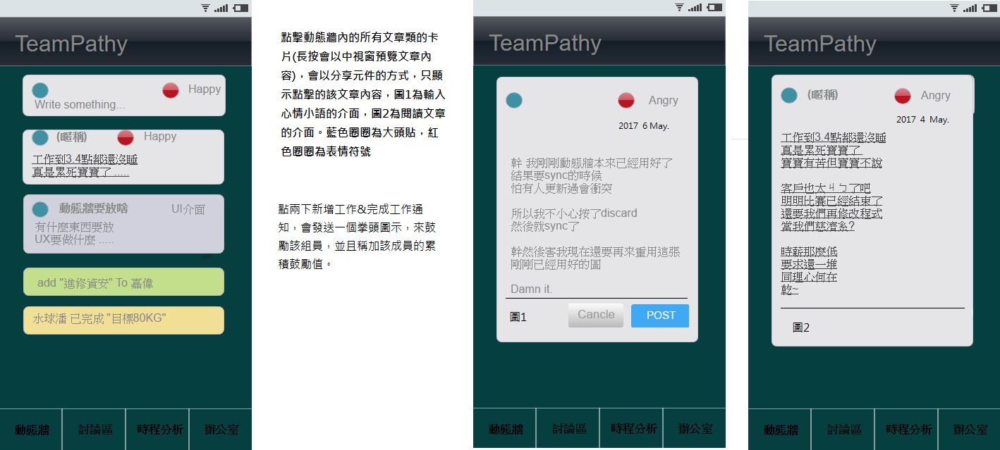 TeamPathy
Happy
Write something...
(暱稱)
Happy
工作到3.4點都還沒睡
真是累死寶寶了 .....
動態牆要放啥
UI介面
有什麼東西要放
UX要做什麼 .....
add "進修資安" To 嘉偉
水球潘 已完成 "目標80KG"
動態牆
討論區
時程分析
辦公室
點擊動態牆內的所有文章類的卡
片(長按會以中視窗預覽文章內
容)，會以分享元件的方式，只顯
示點擊的該文章內容，圖1為輸入
心情小語的介面，圖2為閱讀文章
的介面。藍色圈圈為大頭貼，紅
色圈圈為表情符號
點兩下新增工作&完成工作通
知，會發送一個拳頭圖示，來鼓
勵該組員，並且稱加該成員的累
積鼓勵值。
TeamPathy
Angry
2017 6 May.
幹 我剛剛動態牆本來已經用好了
結果要sync的時候
怕有人更新過會衝突
所以我不小心按了discard
然後就sync了
幹然後害我現在還要再來重用這張
剛剛已經用好的圖
Damn it.
圖1
Cancle
POST
動態牆
討論區
時程分析
辦公室
TeamPathy
(暱稱)
Angry
2017 4 May.
工作到3.4點都還沒睡
真是累死寶寶了
寶寶有苦但寶寶不說
客戶也太ㄐㄅ了吧
明明比賽已經結束了
還要我們再修改程式
當我們慈濟系?
時薪那麼低
要求還一堆
同理心何在
乾~
圖2
動態牆
討論區
時程分析
辦公室